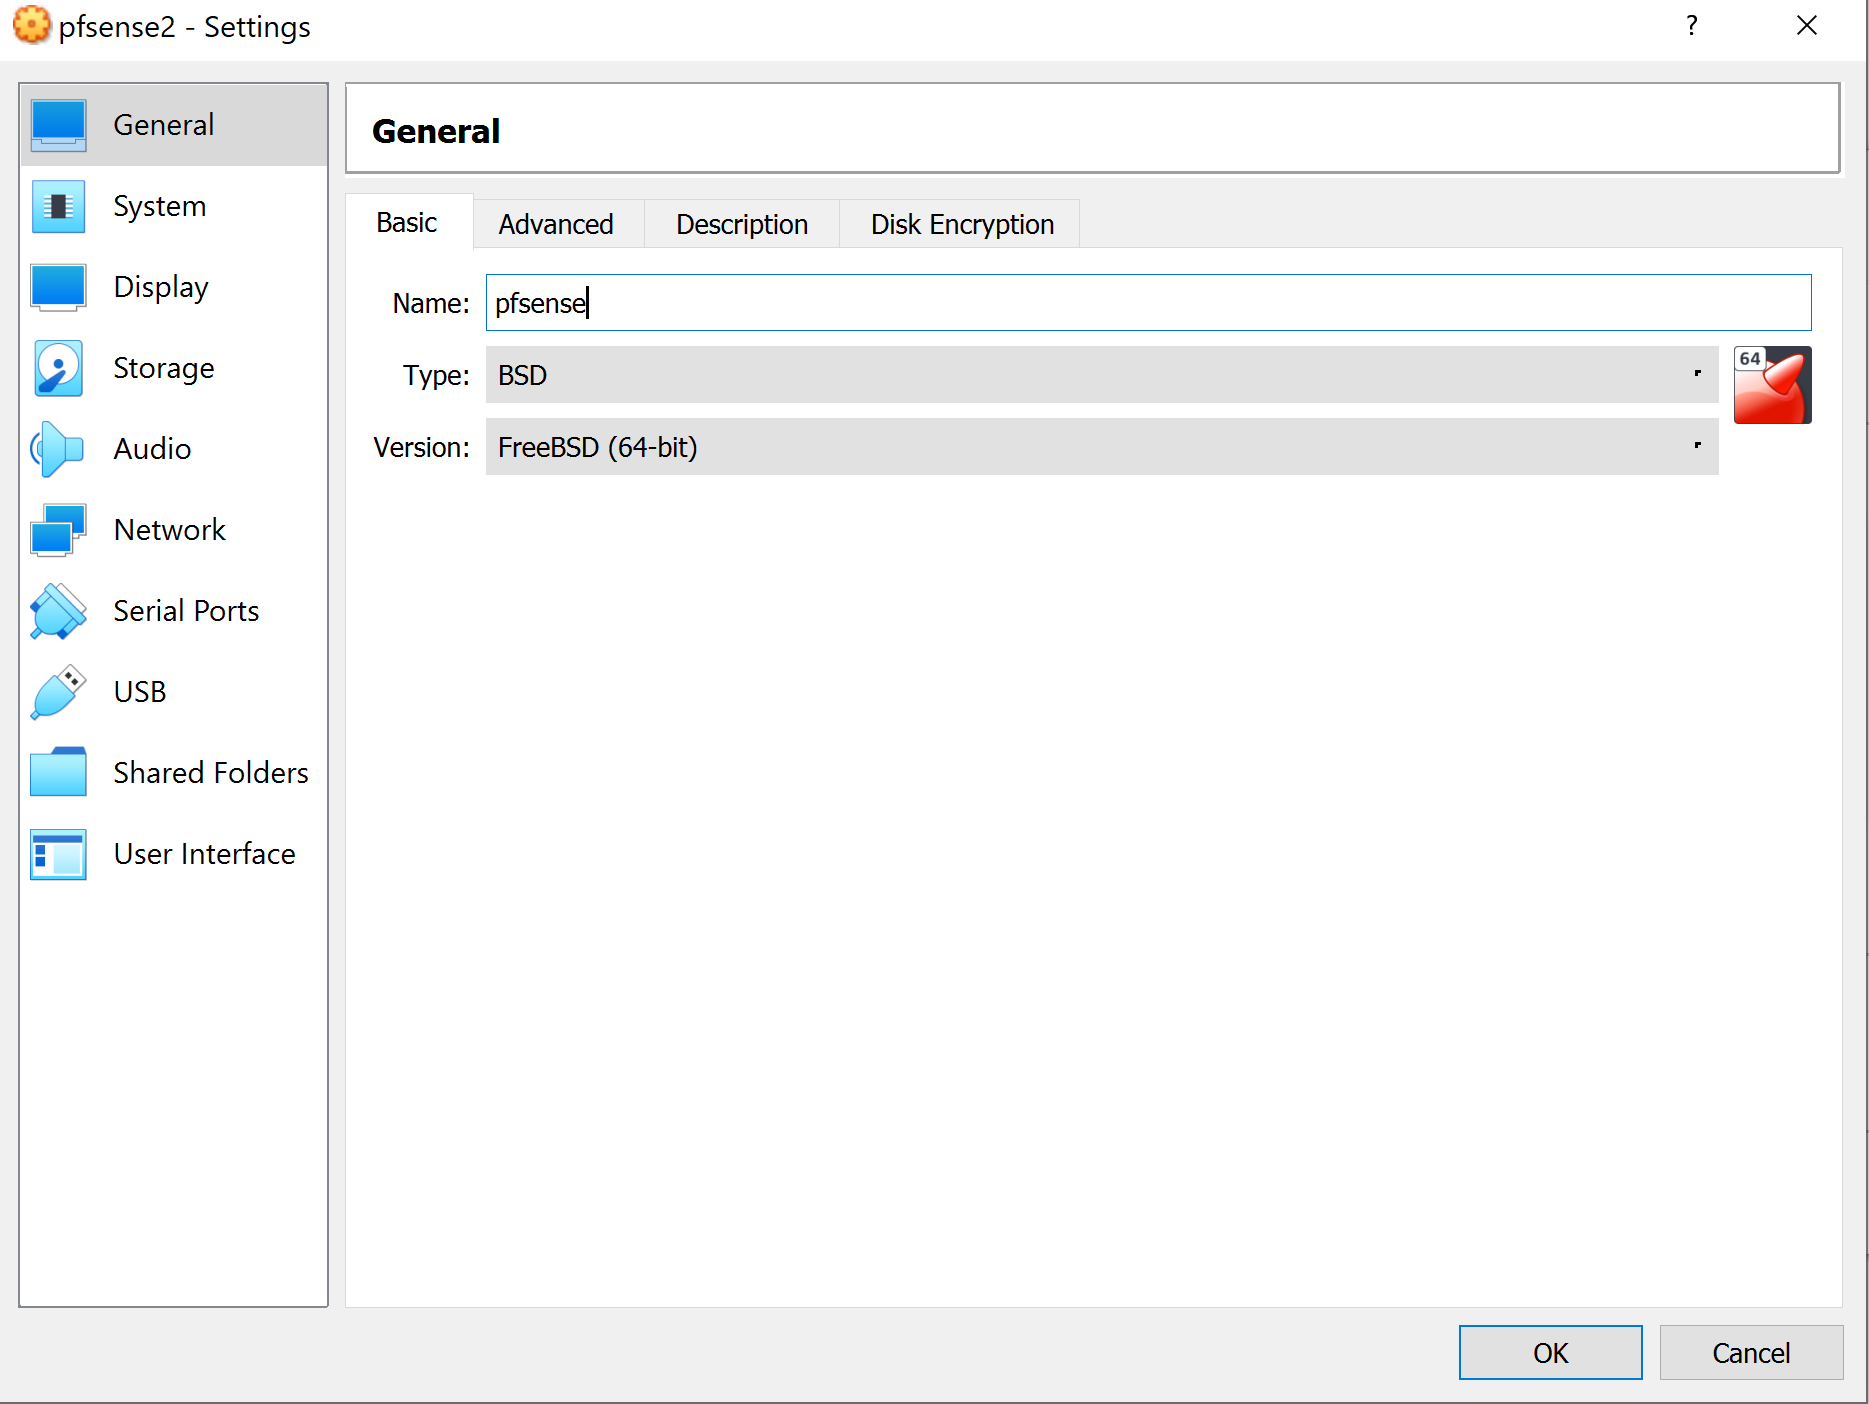 pfsense2 - Settings
?
General
System
Display
Storage
Audio
Network
Serial Ports
USB
Shared Folders
User Interface
General
Basic
Advanced
Description
Disk Encryption
Name: pfsense
Type: BSD
64
Version: FreeBSD (64-bit)
OK
Cancel